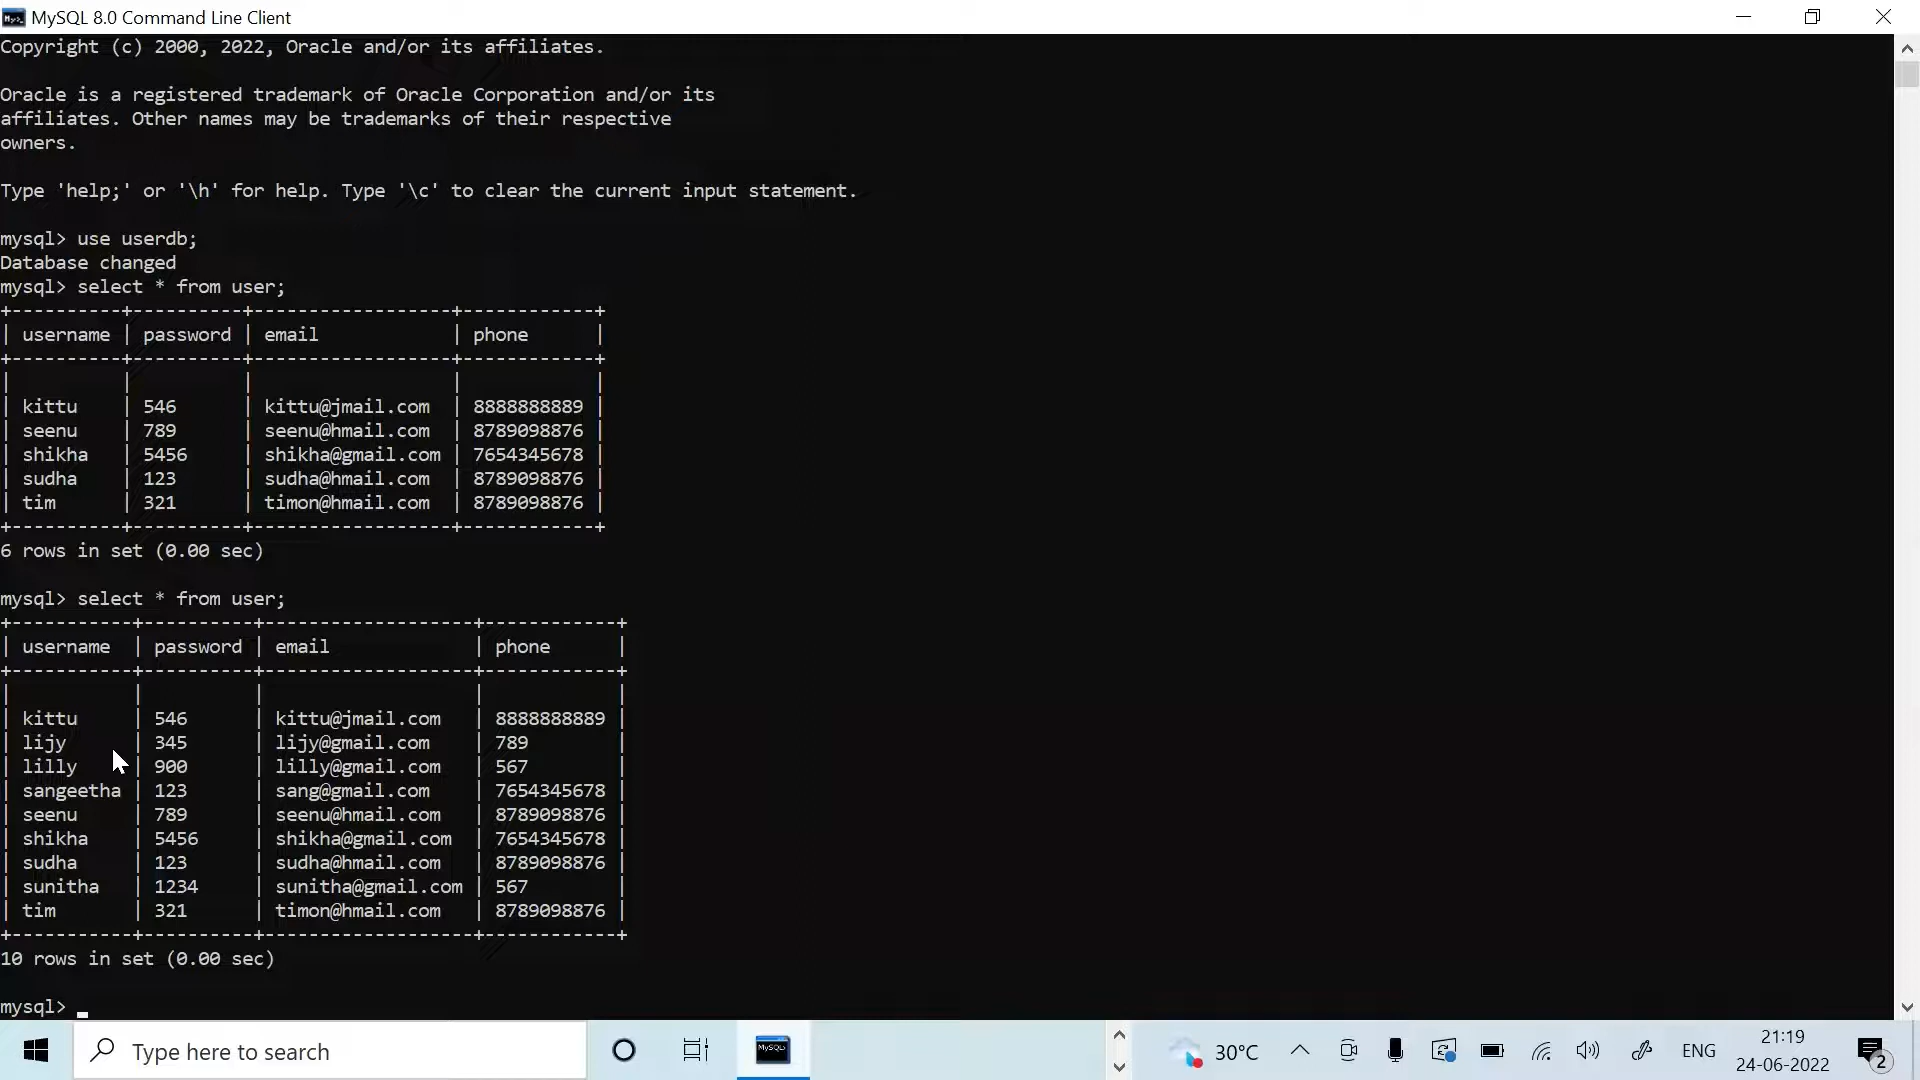 MySQL 8.0 Command Line Client
Copyright (c) 2000, 2022, Oracle and/or its affiliates.
Oracle is a registered trademark of Oracle Corporation and/or its
affiliates. Other names may be trademarks of their respective
owners.
Type 'help;' or '\h' for help. Type '\c' to clear the current input statement.
mysql> use userdb;
Database changed
mysql> select * from user;
+----------+----------+------------------+------------+
| username | password | email            | phone      |
+----------+----------+------------------+------------+
|          |          |                  |            |
| kittu    | 546      | kittu@jmail.com  | 8888888889 |
| seenu    | 789      | seenu@hmail.com  | 8789098876 |
| shikha   | 5456     | shikha@gmail.com | 7654345678 |
| sudha    | 123      | sudha@hmail.com  | 8789098876 |
| tim      | 321      | timon@hmail.com  | 8789098876 |
+----------+----------+------------------+------------+
6 rows in set (0.00 sec)
mysql> select * from user;
+-----------+----------+-------------------+------------+
| username  | password | email             | phone      |
+-----------+----------+-------------------+------------+
|           |          |                   |            |
| kittu     | 546      | kittu@jmail.com   | 8888888889 |
| lijy      | 345      | lijy@gmail.com    | 789        |
| lilly     | 900      | lilly@gmail.com   | 567        |
| sangeetha | 123      | sang@gmail.com    | 7654345678 |
| seenu     | 789      | seenu@hmail.com   | 8789098876 |
| shikha    | 5456     | shikha@gmail.com  | 7654345678 |
| sudha     | 123      | sudha@hmail.com   | 8789098876 |
| sunitha   | 1234     | sunitha@gmail.com | 567        |
| tim       | 321      | timon@hmail.com   | 8789098876 |
+-----------+----------+-------------------+------------+
10 rows in set (0.00 sec)
mysql> _
Type here to search
MySQL
30°C
ENG
21:19
24-06-2022
2